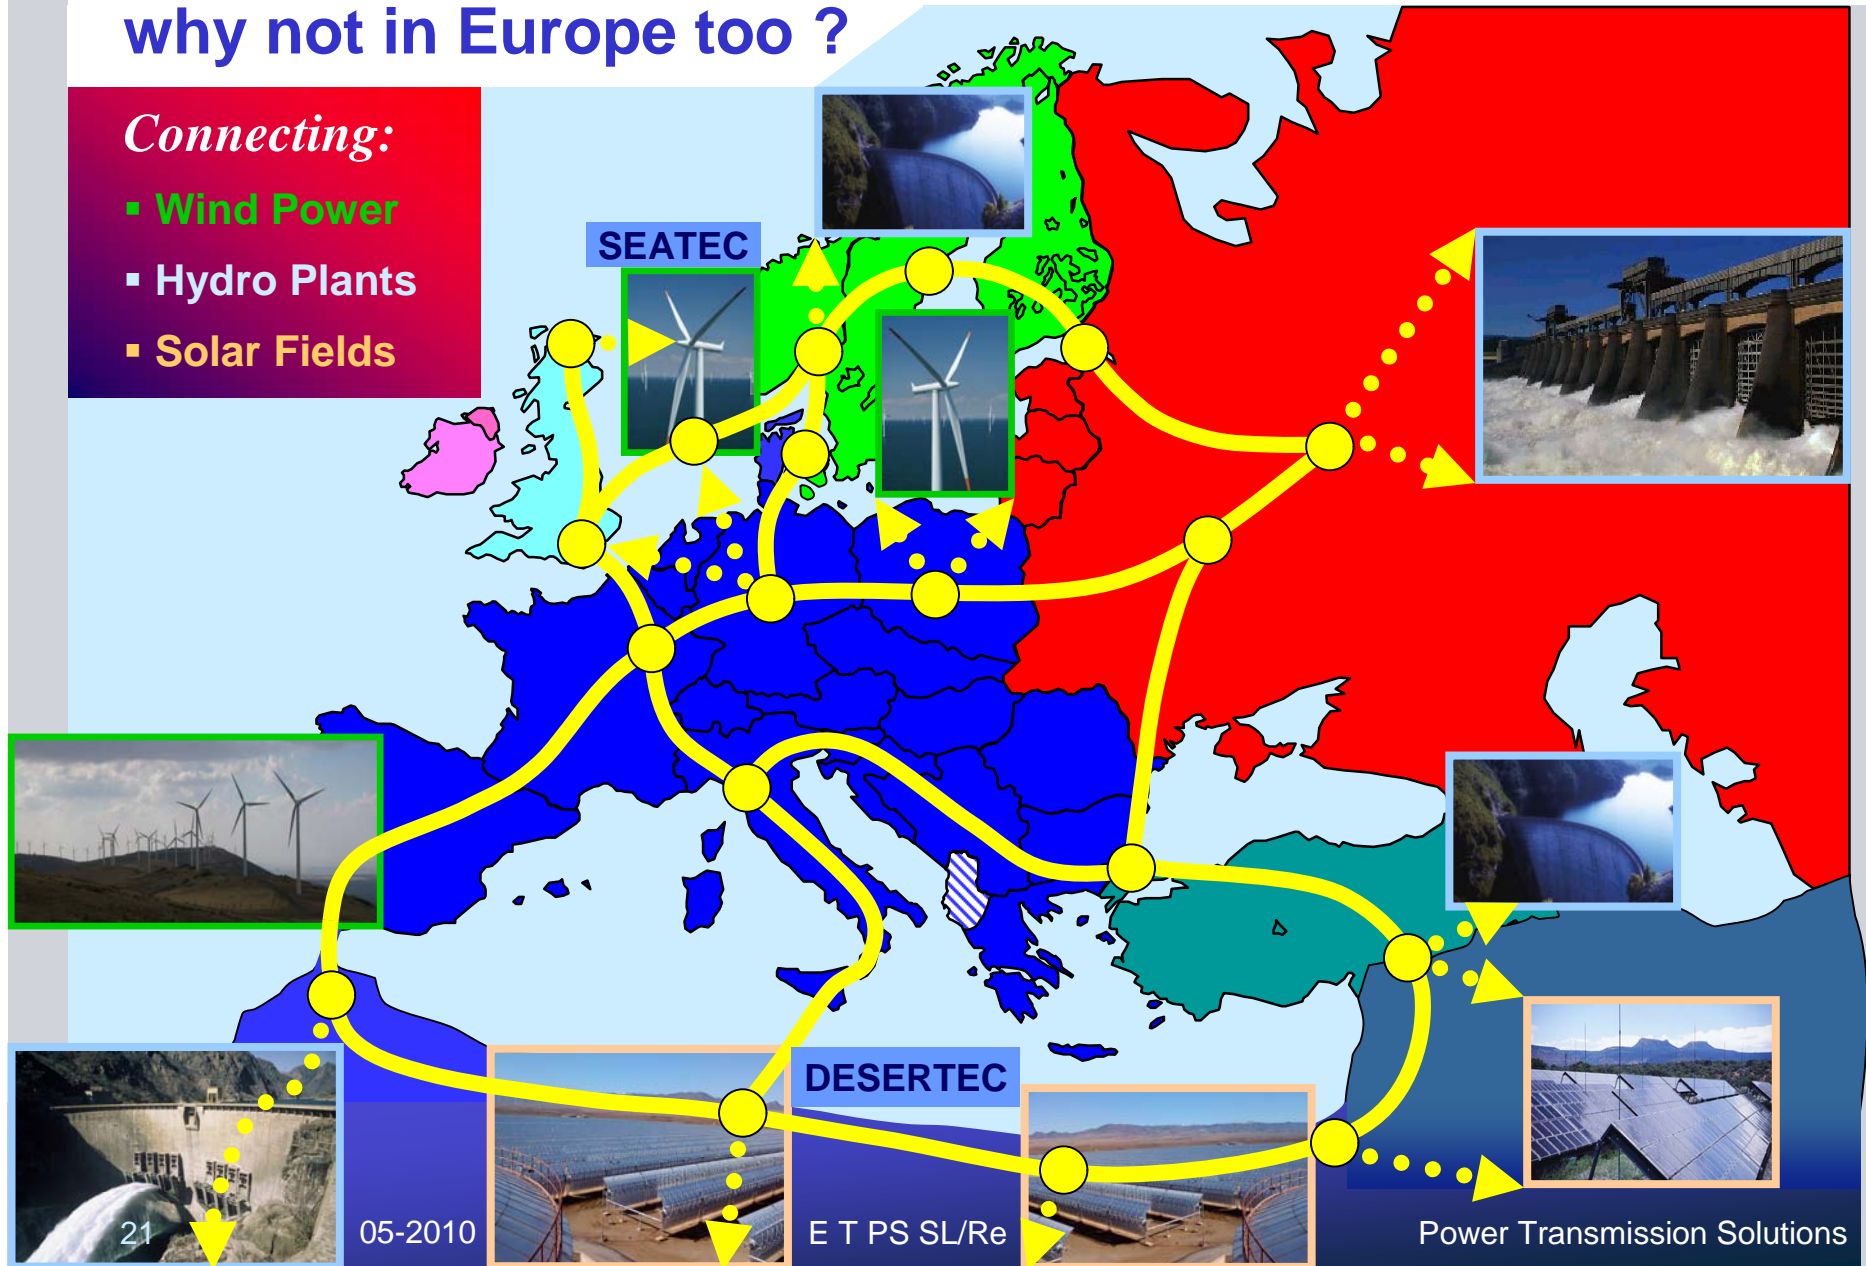 why not in Europe too ?
Connecting:
▪ Wind Power
▪ Hydro Plants
▪ Solar Fields
SEATEC
DESERTEC
21
05-2010
E T PS SL/Re
Power Transmission Solutions